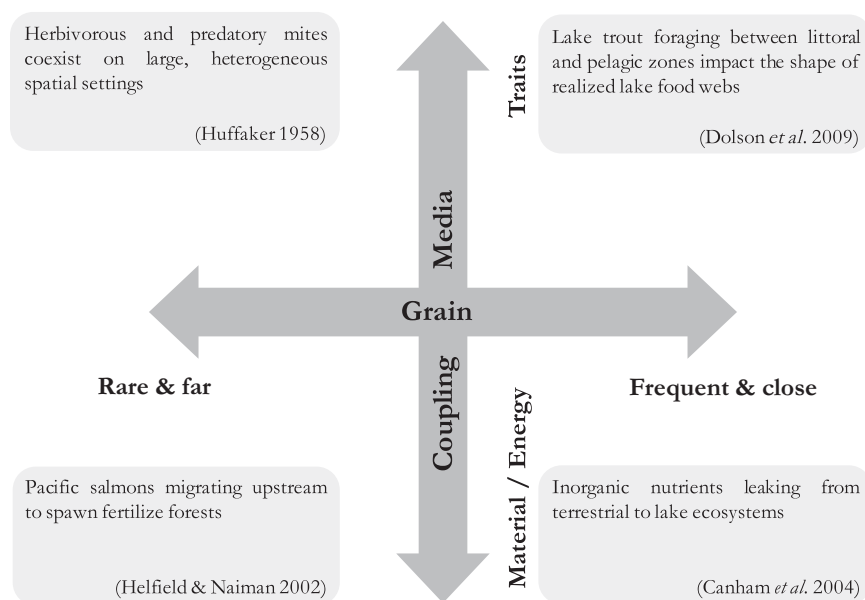 Herbivorous and predatory mites
coexist on large, heterogeneous
spatial settings
(Huffaker 1958)
Traits
Lake trout foraging between littoral
and pelagic zones impact the shape of
realized lake food webs
(Dolson et al. 2009)
Media
Grain
Coupling
Rare & far
Frequent & close
Material / Energy
Pacific salmons migrating upstream
to spawn fertilize forests
(Helfield & Naiman 2002)
Inorganic nutrients leaking from
terrestrial to lake ecosystems
(Canham et al. 2004)